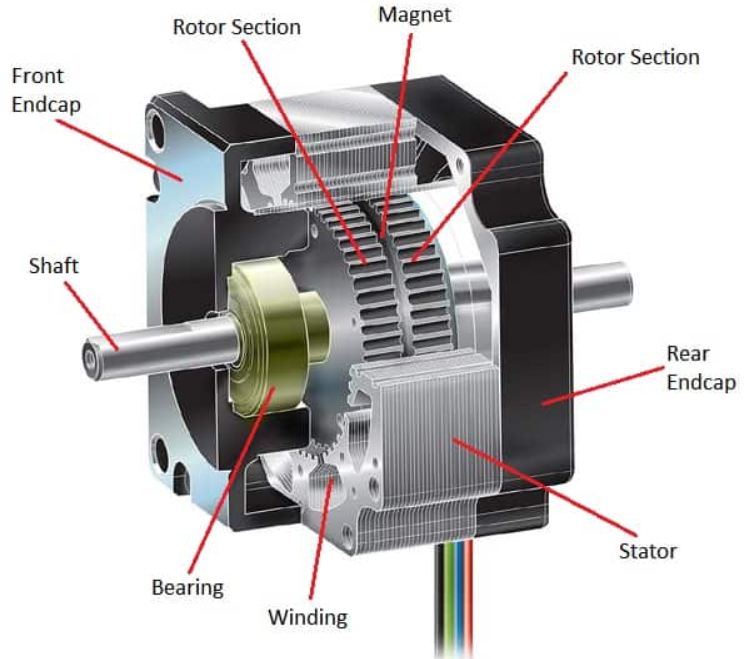 Magnet
Rotor Section
Rotor Section
Front
Endcap
Shaft
Rear
Endcap
Stator
Bearing
Winding